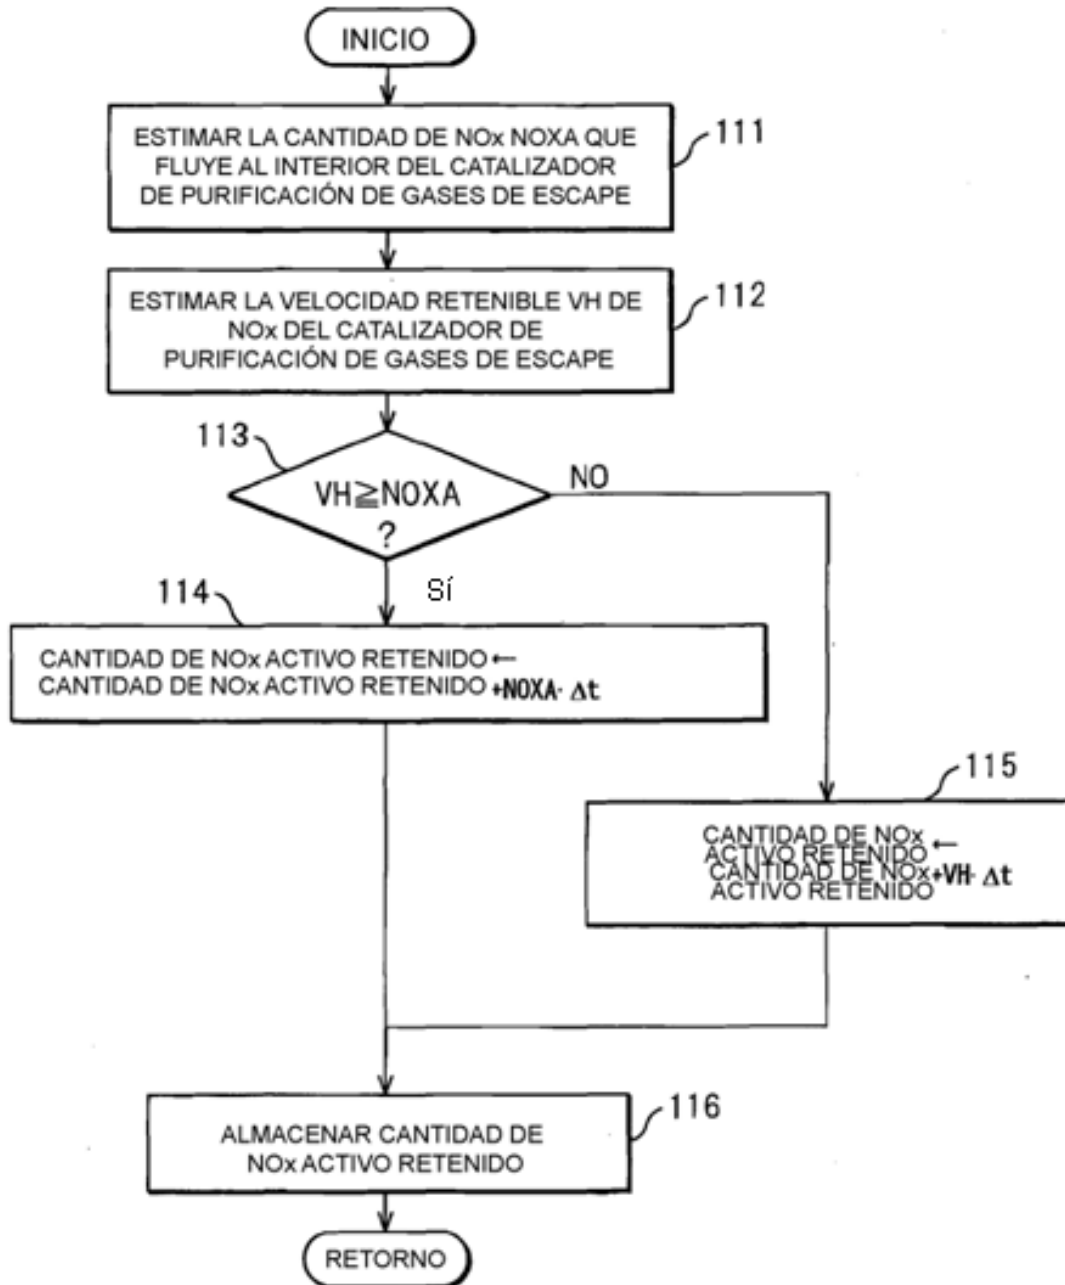 INICIO
ESTIMAR LA CANTIDAD DE NOx NOXA QUE
FLUYE AL INTERIOR DEL CATALIZADOR
DE PURIFICACIÓN DE GASES DE ESCAPE
111
ESTIMAR LA VELOCIDAD RETENIBLE VH DE
NOx DEL CATALIZADOR DE
PURIFICACIÓN DE GASES DE ESCAPE
112
113
VH≧NOXA
?
NO
Sí
114
CANTIDAD DE NOx ACTIVO RETENIDO ←
CANTIDAD DE NOx ACTIVO RETENIDO +NOXA· Δt
115
CANTIDAD DE NOx
ACTIVO RETENIDO ←
CANTIDAD DE NOx +VH· Δt
ACTIVO RETENIDO
116
ALMACENAR CANTIDAD DE
NOx ACTIVO RETENIDO
RETORNO